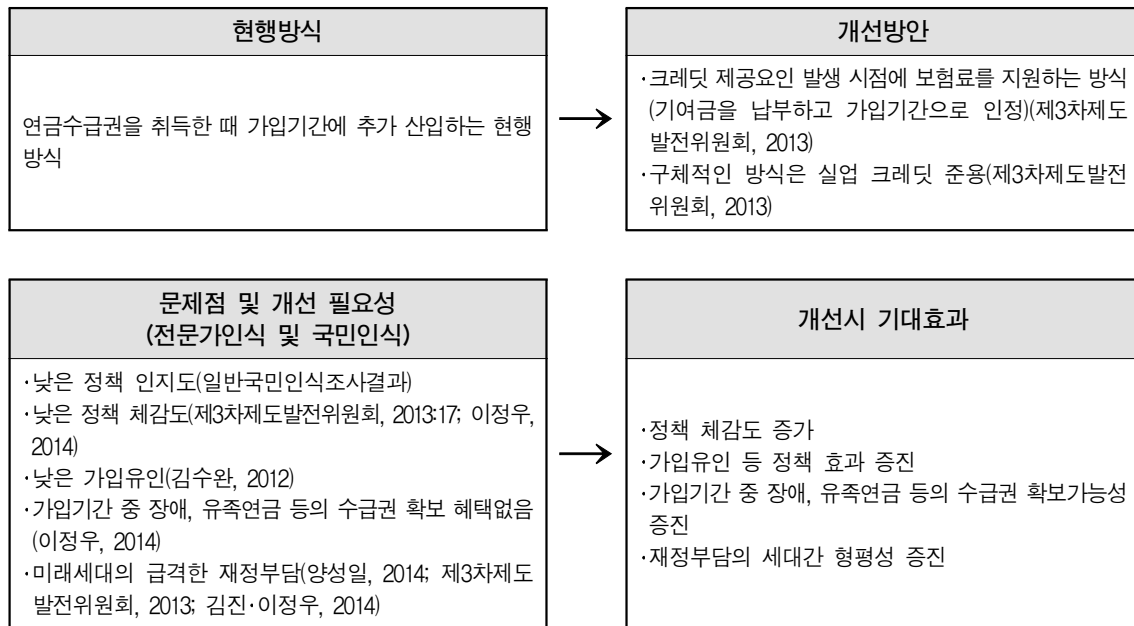 현행방식
연금수급권을 취득한 때 가입기간에 추가 산입하는 현행
방식
개선방안
·크레딧 제공요인 발생 시점에 보험료를 지원하는 방식
(기여금을 납부하고 가입기간으로 인정)(제3차제도
발전위원회, 2013)
·구체적인 방식은 실업 크레딧 준용(제3차제도발전
위원회, 2013)
문제점 및 개선 필요성
(전문가인식 및 국민인식)
·낮은 정책 인지도(일반국민인식조사결과)
·낮은 정책 체감도(제3차제도발전위원회, 2013:17; 이정우,
2014)
·낮은 가입유인(김수완, 2012)
·가입기간 중 장애, 유족연금 등의 수급권 확보 혜택없음
(이정우, 2014)
·미래세대의 급격한 재정부담(양성일, 2014; 제3차제도
발전위원회, 2013; 김진·이정우, 2014)
개선시 기대효과
·정책 체감도 증가
·가입유인 등 정책 효과 증진
·가입기간 중 장애, 유족연금 등의 수급권 확보가능성
증진
·재정부담의 세대간 형평성 증진